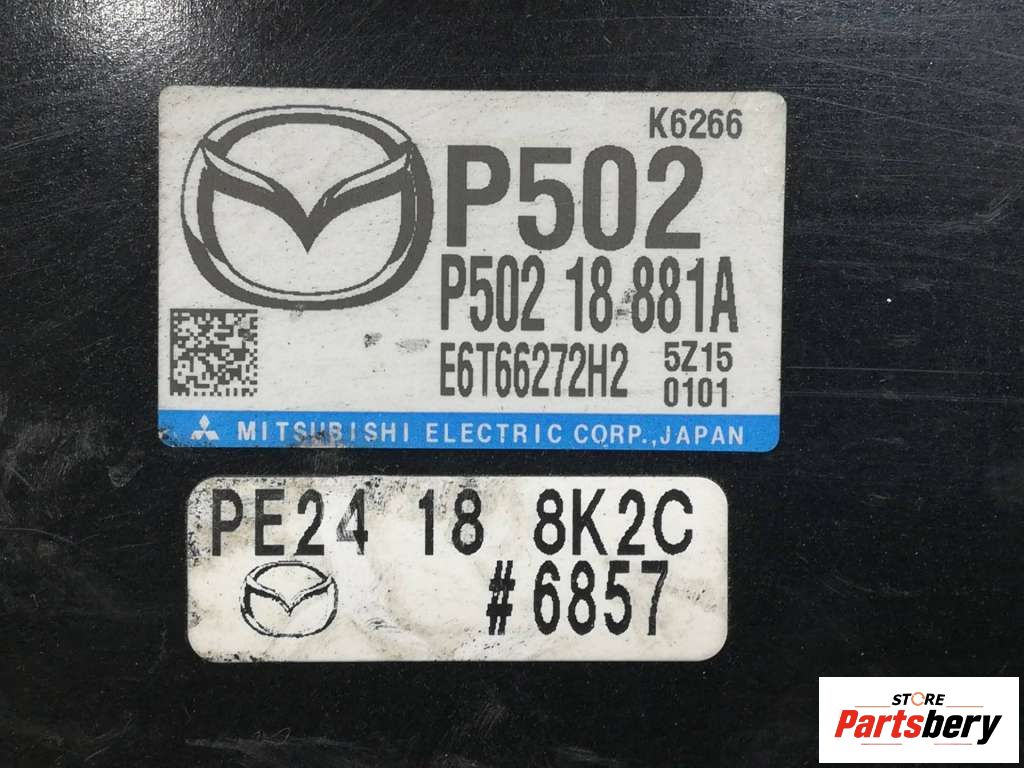 K6266
P502
P502 18-881A
E6T66272H2
5Z15
0101
MITSUBISHI ELECTRIC CORP.,JAPAN
PE24 18 8K2C
#6857
STORE
Partsbery